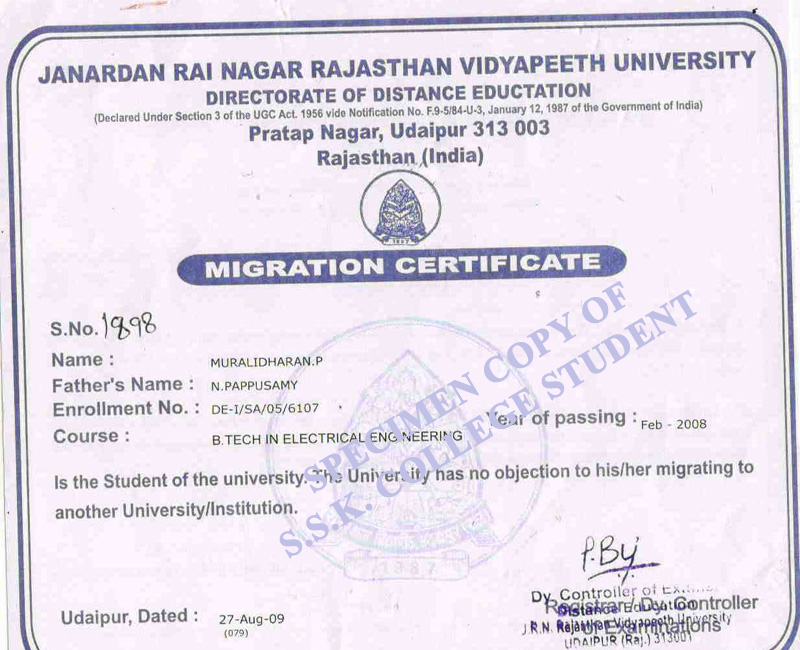 JANARDAN RAI NAGAR RAJASTHAN VIDYAPEETH UNIVERSITY
DIRECTORATE OF DISTANCE EDUCTATION
(Declared Under Section 3 of the UGC Act. 1956 vide Notification No. F.9-5/84-U-3, January 12, 1987 of the Government of India)
Pratap Nagar, Udaipur 313 003
Rajasthan (India)
1987
MIGRATION CERTIFICATE
S.No. 1898
Name : MURALIDHARAN.P
Father's Name : N.PAPPUSAMY
Enrollment No. : DE-I/SA/05/6107 Year of passing : Feb - 2008
Course : B.TECH IN ELECTRICAL ENGINEERING
Is the Student of the university. The University has no objection to his/her migrating to
another University/Institution.
SPECIMEN COPY OF
S.S.K. COLLEGE STUDENT
1987
Dy. Controller of
Registrar / Dy. Controller
Distance Education
of Examinations
J.R.N. Rajasthan Vidyapeeth University
UDAIPUR (Raj.) 313001
Udaipur, Dated : 27-Aug-09
(079)